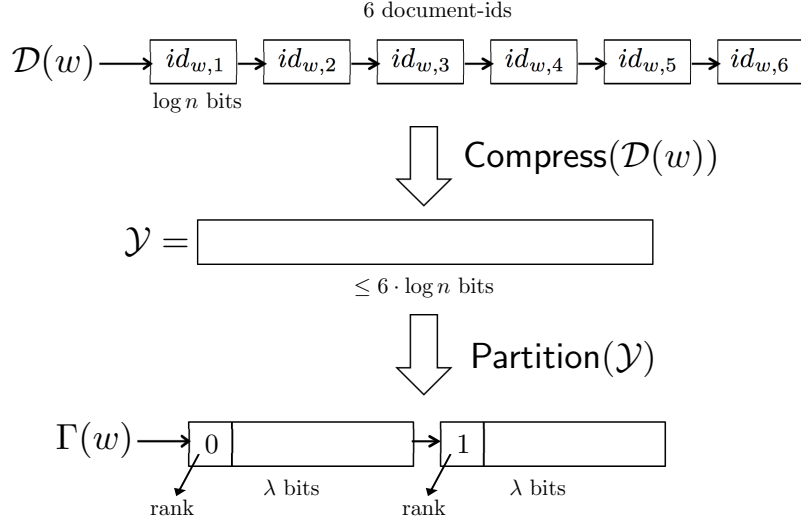 6 document-ids
𝒟(w) id_{w,1} id_{w,2} id_{w,3} id_{w,4} id_{w,5} id_{w,6}
log n bits
Compress(𝒟(w))
𝒴 =
≤ 6 · log n bits
Partition(𝒴)
Γ(w) 0 1
λ bits λ bits
rank rank